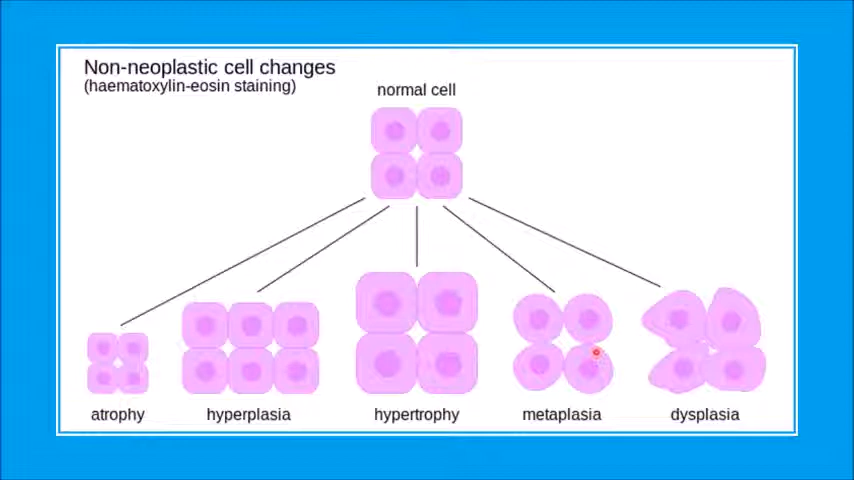 Non-neoplastic cell changes
(haematoxylin-eosin staining)
normal cell
atrophy
hyperplasia
hypertrophy
metaplasia
dysplasia